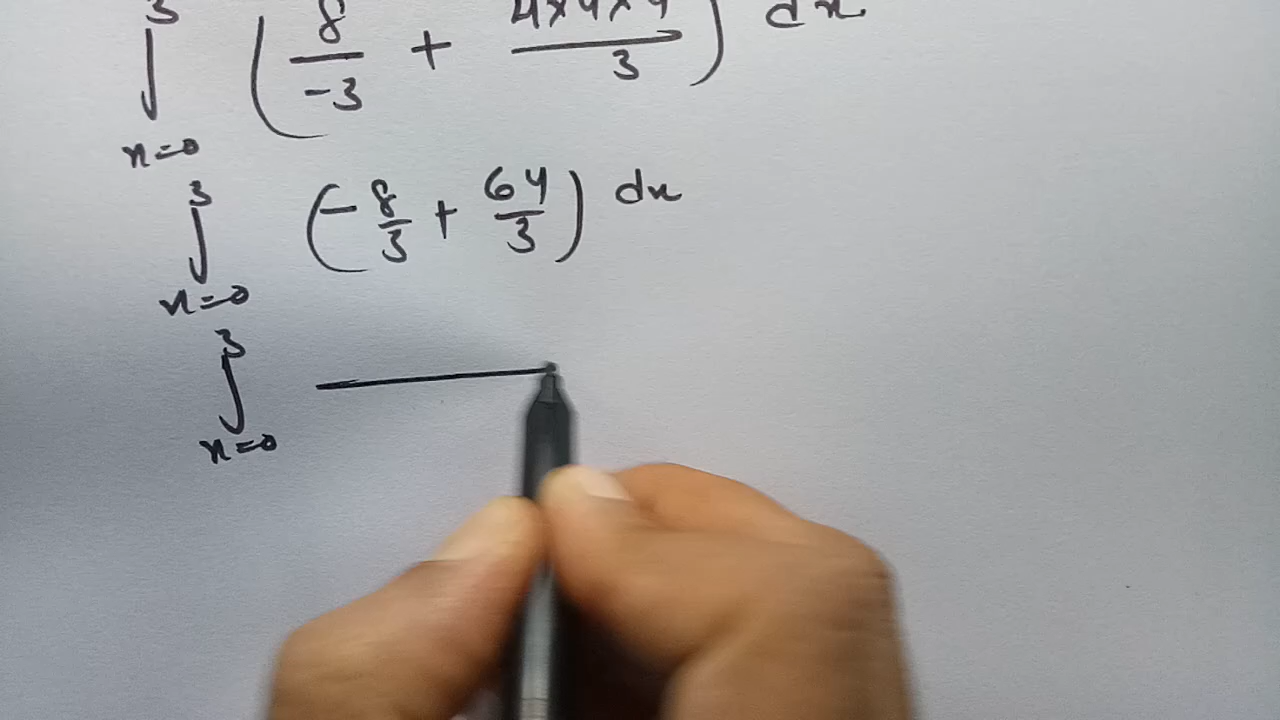 ∫ 3 x=0 (8/-3 + 4×4×4/3) dx
∫ 3 x=0 (-8/3 + 64/3) dx
∫ 3 x=0